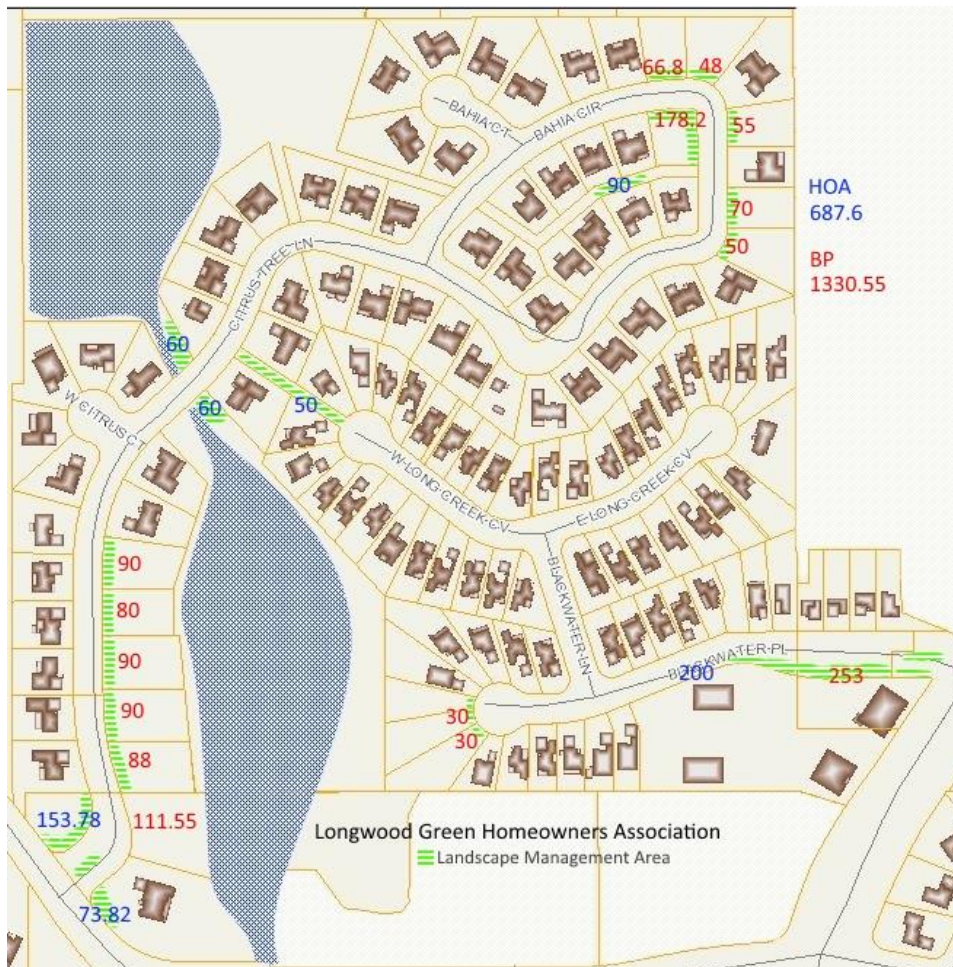 66.8 48
BAHIA CT
BAHIA CIR
178.2
55
90
HOA
687.6
70
50
BP
1330.55
CITRUS TREE LN
60
W CITRUS CT
60
50
W LONG CREEK CV
E LONG CREEK CV
90
BLACKWATER LN
80
90
BLACKWATER PL
200
253
90
30
30
88
153.78
111.55
Longwood Green Homeowners Association
Landscape Management Area
73.82